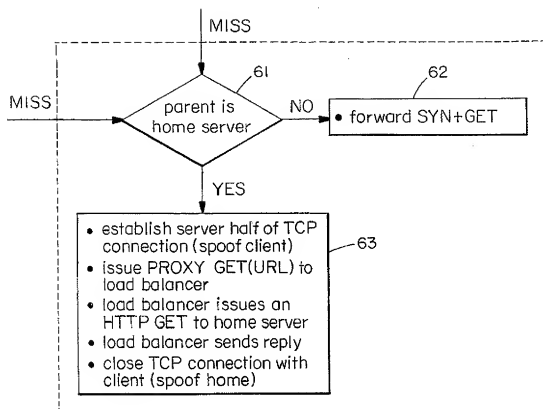 MISS
61
62
MISS
parent is
home server
NO
• forward SYN+GET
YES
63
• establish server half of TCP
connection (spoof client)
• issue PROXY GET(URL) to
load balancer
• load balancer issues an
HTTP GET to home server
• load balancer sends reply
• close TCP connection with
client (spoof home)